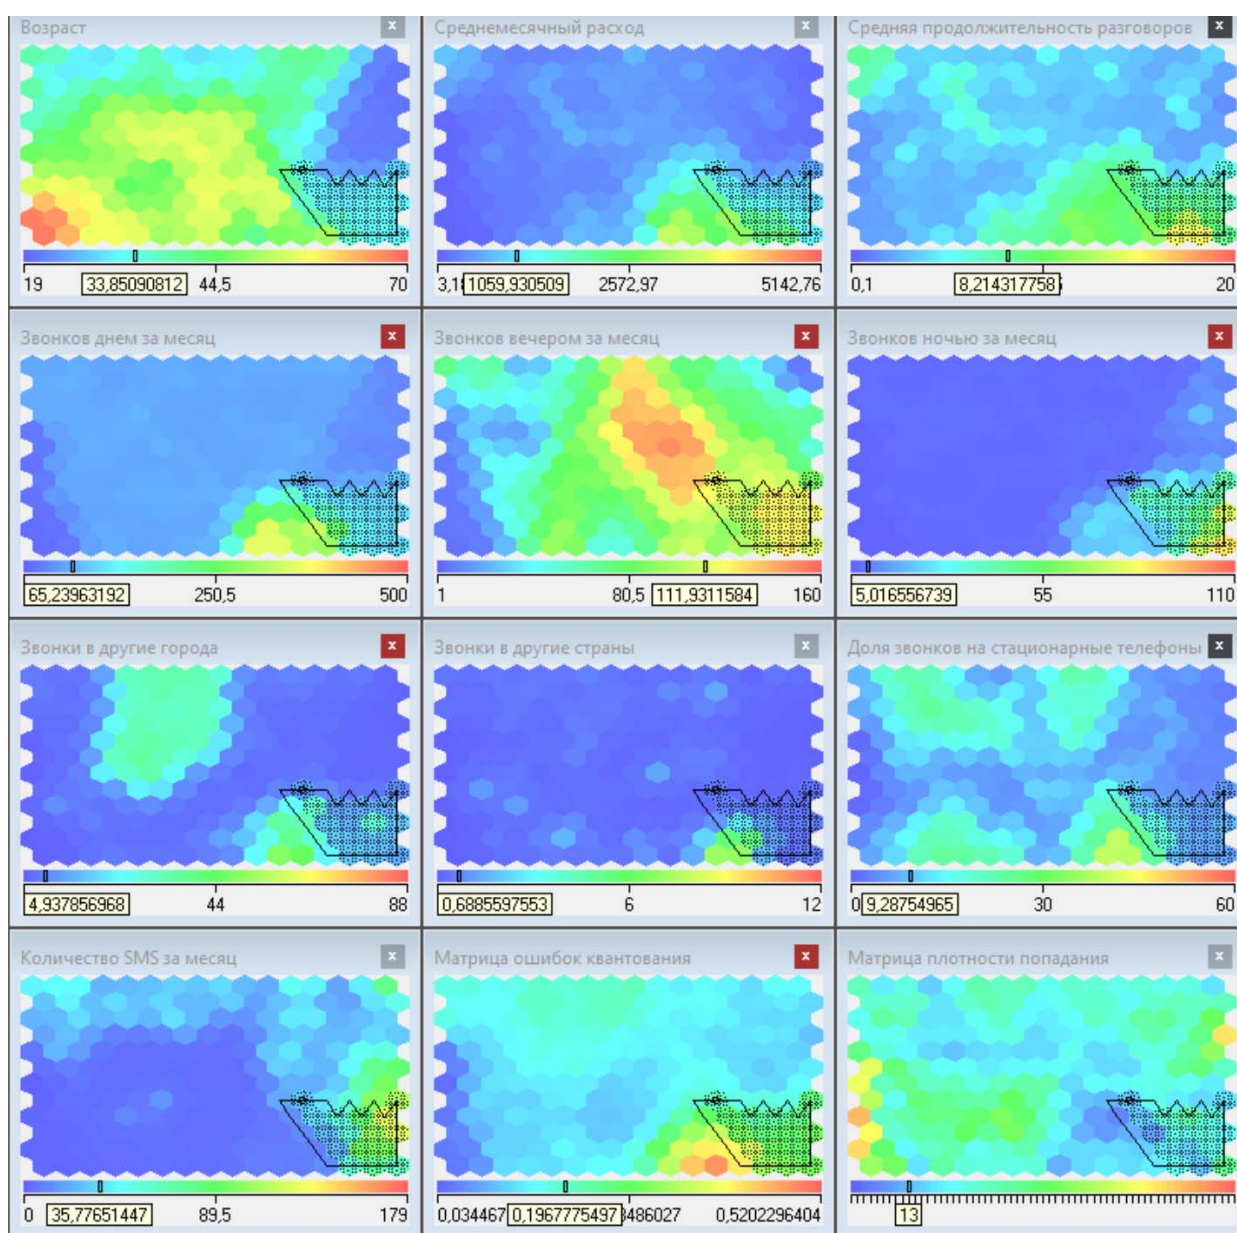 Возраст
Среднемесячный расход
Средняя продолжительность разговоров
19 33,85090812 44,5 70
3,1 1059,930509 2572,97 5142,76
0,1 8,214317758 20
Звонков днем за месяц
Звонков вечером за месяц
Звонков ночью за месяц
65,23963192 250,5 500
1 80,5 111,9311584 160
5,016556739 55 110
Звонки в другие города
Звонки в другие страны
Доля звонков на стационарные телефоны
4,937856968 44 88
0,6885597553 6 12
0 9,28754965 30 60
Количество SMS за месяц
Матрица ошибок квантования
Матрица плотности попадания
0 35,77651447 89,5 179
0,034467 0,1967775497 3486027 0,5202296404
13